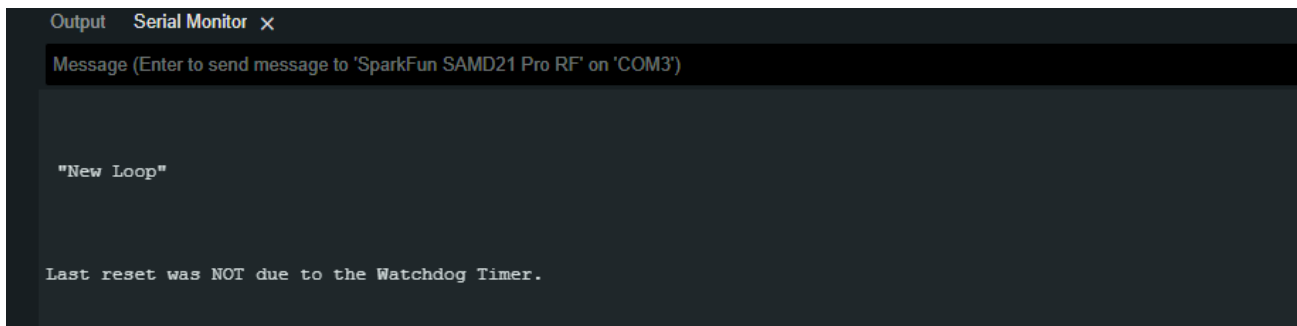 Output Serial Monitor ×
Message (Enter to send message to 'SparkFun SAMD21 Pro RF' on 'COM3')
"New Loop"
Last reset was NOT due to the Watchdog Timer.